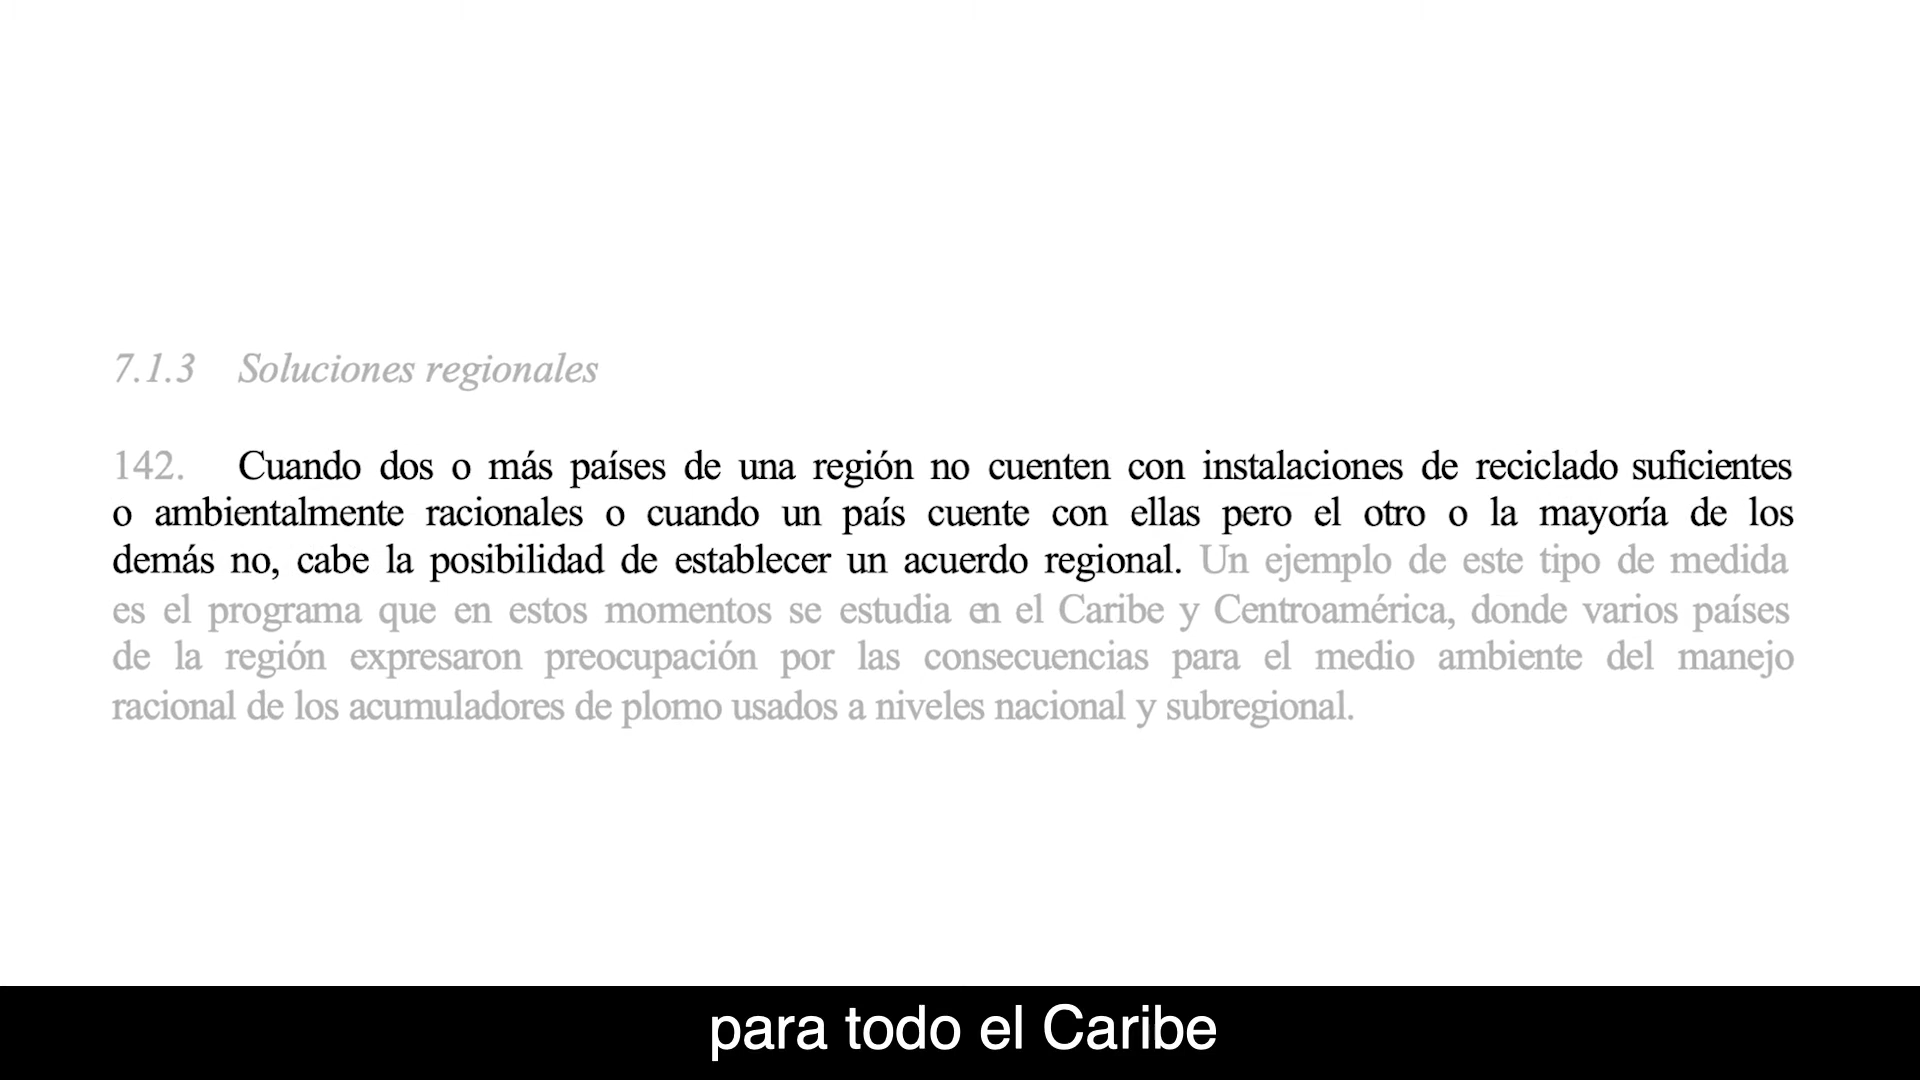 7.1.3 Soluciones regionales
142. Cuando dos o más países de una región no cuenten con instalaciones de reciclado suficientes
o ambientalmente racionales o cuando un país cuente con ellas pero el otro o la mayoría de los
demás no, cabe la posibilidad de establecer un acuerdo regional. Un ejemplo de este tipo de medida
es el programa que en estos momentos se estudia en el Caribe y Centroamérica, donde varios países
de la región expresaron preocupación por las consecuencias para el medio ambiente del manejo
racional de los acumuladores de plomo usados a niveles nacional y subregional.
para todo el Caribe